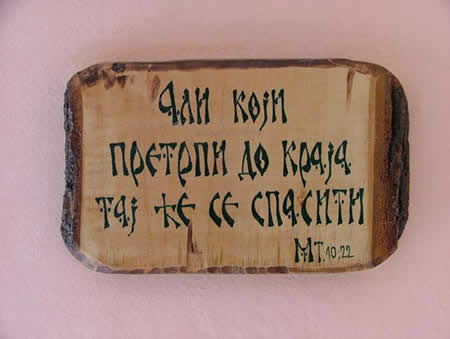 Али који
претрпи до краја
тај ће се спасити
Мт. 10:22